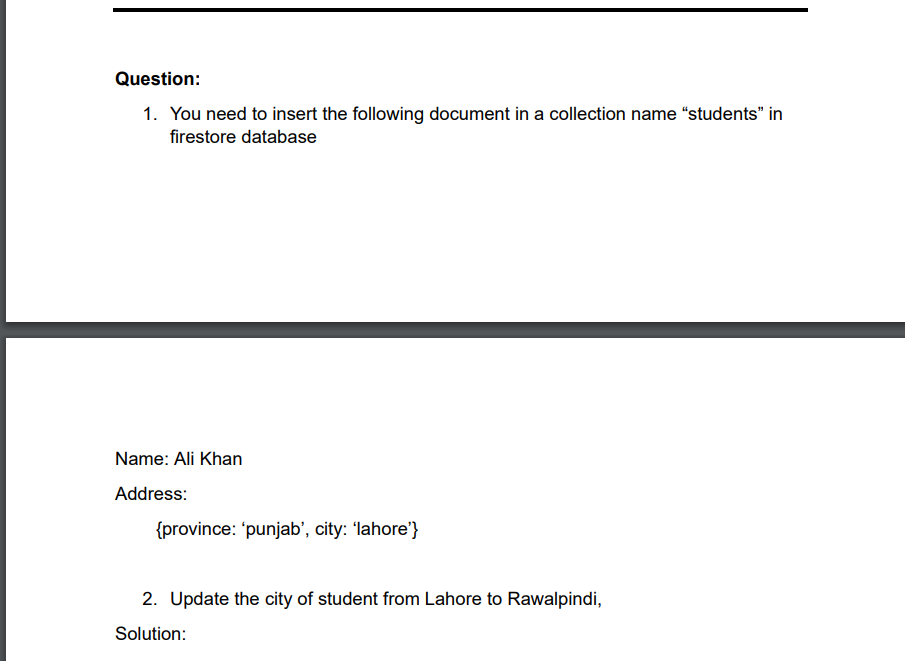 Question:
1. You need to insert the following document in a collection name “students” in
firestore database
Name: Ali Khan
Address:
{province: ‘punjab’, city: ‘lahore’}
2. Update the city of student from Lahore to Rawalpindi,
Solution: